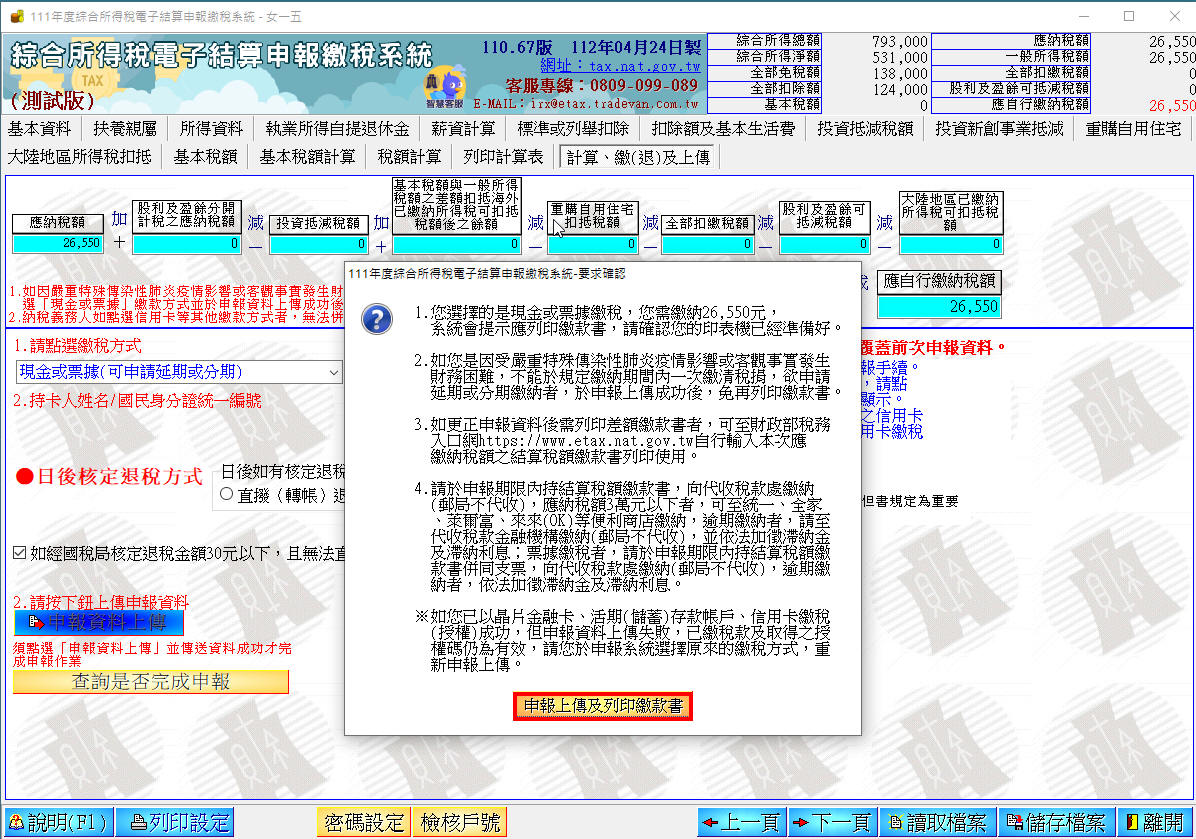 111年度綜合所得稅電子結算申報繳稅系統 - 女一五
綜合所得稅電子結算申報繳稅系統
TAX
(測試版)
110.67版 112年04月24日製
網址：tax.nat.gov.tw
客服專線：0809-099-089
E-MAIL：irx@etax.tradevan.com.tw
智慧客服
綜合所得總額 793,000
綜合所得淨額 531,000
全部免稅額 138,000
全部扣除額 124,000
基本稅額 0
應納稅額 26,550
一般所得稅額 26,550
全部扣繳稅額 0
股利及盈餘可抵減稅額 0
應自行繳納稅額 26,550
基本資料 扶養親屬 所得資料 執業所得自提退休金 薪資計算 標準或列舉扣除 扣除額及基本生活費 投資抵減稅額 投資新創事業抵減 重購自用住宅
大陸地區所得稅扣抵 基本稅額 基本稅額計算 稅額計算 列印計算表 計算、繳(退)及上傳
應納稅額
26,550
加
＋
股利及盈餘分開
計稅之應納稅額
0
減
－
投資抵減稅額
0
加
＋
基本稅額與一般所得
稅額之差額扣抵海外
已繳納所得稅可扣抵
稅額後之餘額
0
減
－
重購自用住宅
扣抵稅額
0
減
－
全部扣繳稅額
0
減
－
股利及盈餘可
抵減稅額
0
減
－
大陸地區已繳納
所得稅可扣抵稅
額
0
應自行繳納稅額
26,550
1.如因嚴重特殊傳染性肺炎疫情影響或客觀事實發生財
選「現金或票據」繳款方式並於申報資料上傳成功後
2.納稅義務人如點選信用卡等其他繳款方式者，無法併
1.請點選繳稅方式
現金或票據(可申請延期或分期)
2.持卡人姓名/國民身分證統一編號
●日後核定退稅方式
日後如有核定退稅
直撥（轉帳）退
如經國稅局核定退稅金額30元以下，且無法直
2.請按下鈕上傳申報資料
申報資料上傳
須點選「申報資料上傳」並傳送資料成功才完
成申報作業
查詢是否完成申報
覆蓋前次申報資料。
報手續。
，請點
顯示。
之信用卡
用卡繳稅
但書規定為重要
111年度綜合所得稅電子結算申報繳稅系統-要求確認
1.您選擇的是現金或票據繳稅，您需繳納26,550元，
系統會提示應列印繳款書，請確認您的印表機已經準備好。
2.如您是因受嚴重特殊傳染性肺炎疫情影響或客觀事實發生
財務困難，不能於規定繳納期間內一次繳清稅捐，欲申請
延期或分期繳納者，於申報上傳成功後，免再列印繳款書。
3.如更正申報資料後需列印差額繳款書者，可至財政部稅務
入口網https://www.etax.nat.gov.tw自行輸入本次應
繳納稅額之結算稅額繳款書列印使用。
4.請於申報期限內持結算稅額繳款書，向代收稅款處繳納
(郵局不代收)，應納稅額3萬元以下者，可至統一、全家
、萊爾富、來來(OK)等便利商店繳納，逾期繳納者，請至
代收稅款金融機構繳納(郵局不代收)，並依法加徵滯納金
及滯納利息；票據繳稅者，請於申報期限內持結算稅額繳
款書併同支票，向代收稅款處繳納(郵局不代收)，逾期繳
納者，依法加徵滯納金及滯納利息。
※如您已以晶片金融卡、活期(儲蓄)存款帳戶、信用卡繳稅
(授權)成功，但申報資料上傳失敗，已繳稅款及取得之授
權碼仍為有效，請您於申報系統選擇原來的繳稅方式，重
新申報上傳。
申報上傳及列印繳款書
說明(F1) 列印設定 密碼設定 檢核戶號 上一頁 下一頁 讀取檔案 儲存檔案 離開